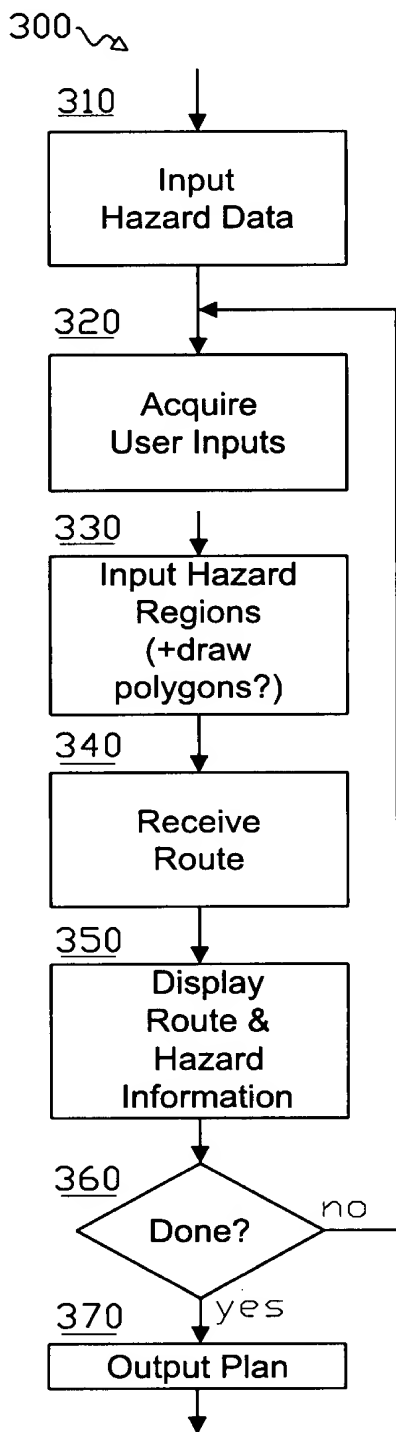 300
310
Input
Hazard Data
320
Acquire
User Inputs
330
Input Hazard
Regions
(+draw
polygons?)
340
Receive
Route
350
Display
Route &
Hazard
Information
360
Done?
no
yes
370
Output Plan